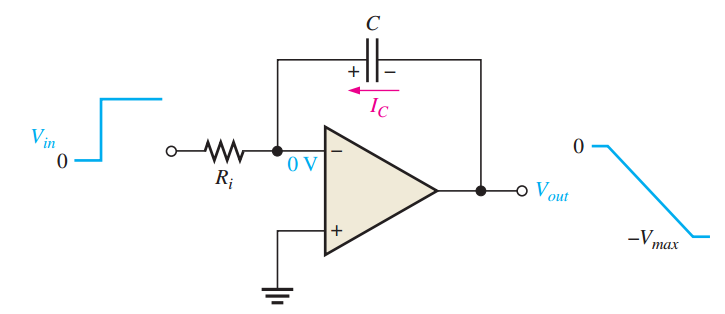 C
+ −
I_C
V_in
0
R_i
0 V
−
+
V_out
0
−V_max